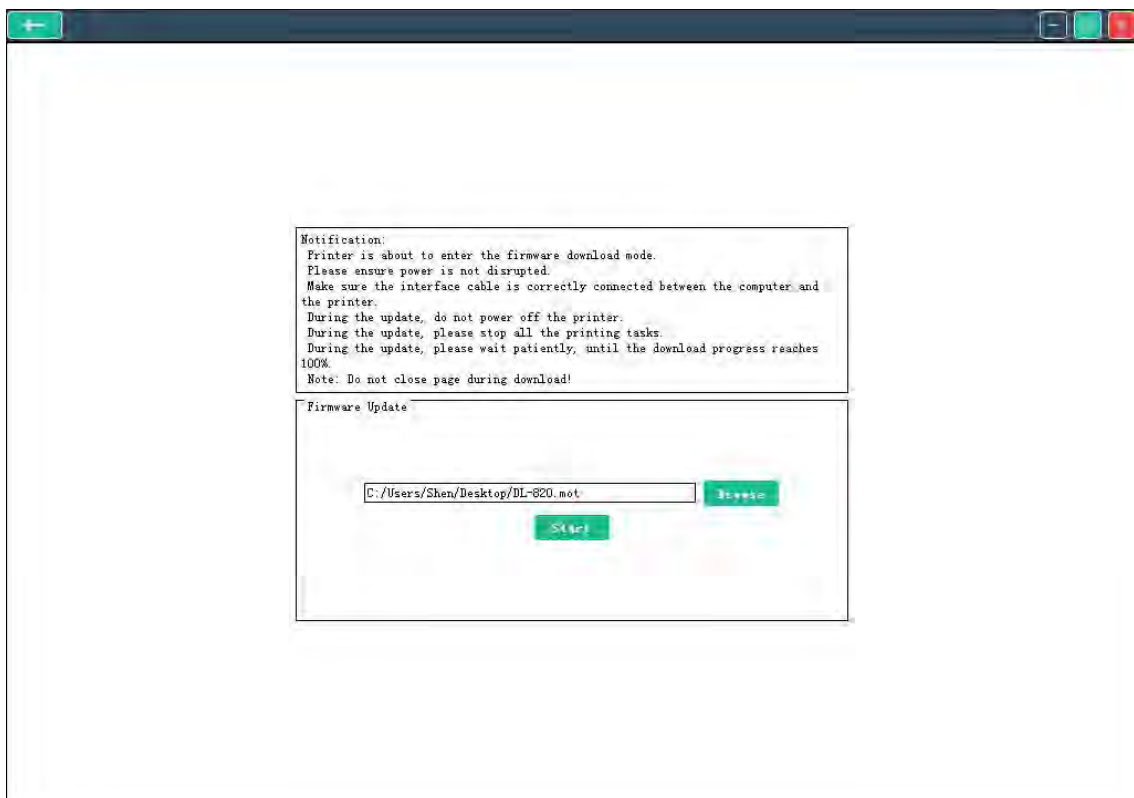 Notification:
Printer is about to enter the firmware download mode.
Please ensure power is not disrupted.
Make sure the interface cable is correctly connected between the computer and
the printer.
During the update, do not power off the printer.
During the update, please stop all the printing tasks.
During the update, please wait patiently, until the download progress reaches
100%.
Note: Do not close page during download!
Firmware Update
C:/Users/Shen/Desktop/DL-820.mot
Browse
Start